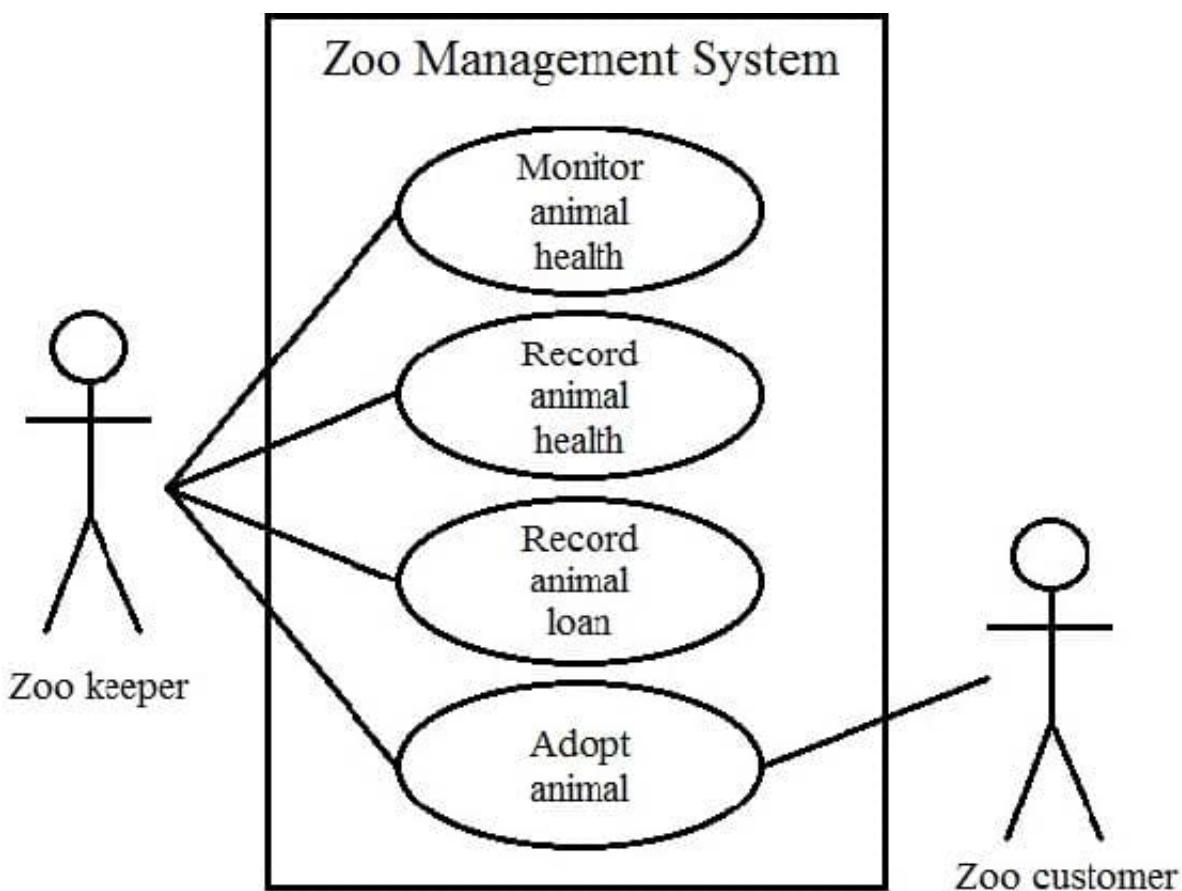 Zoo Management System
Monitor
animal
health
Record
animal
health
Record
animal
loan
Adopt
animal
Zoo keeper
Zoo customer